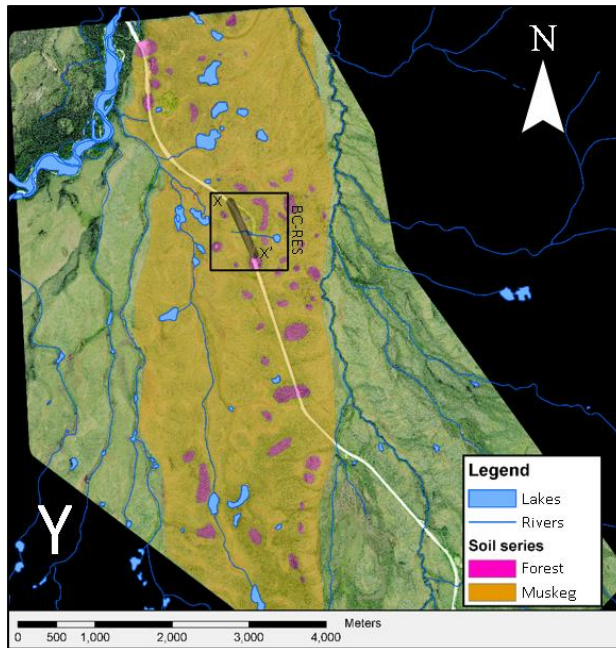 N
X
BC-RES
X'
Y
Legend
Lakes
Rivers
Soil series
Forest
Muskeg
Meters
0 500 1,000 2,000 3,000 4,000